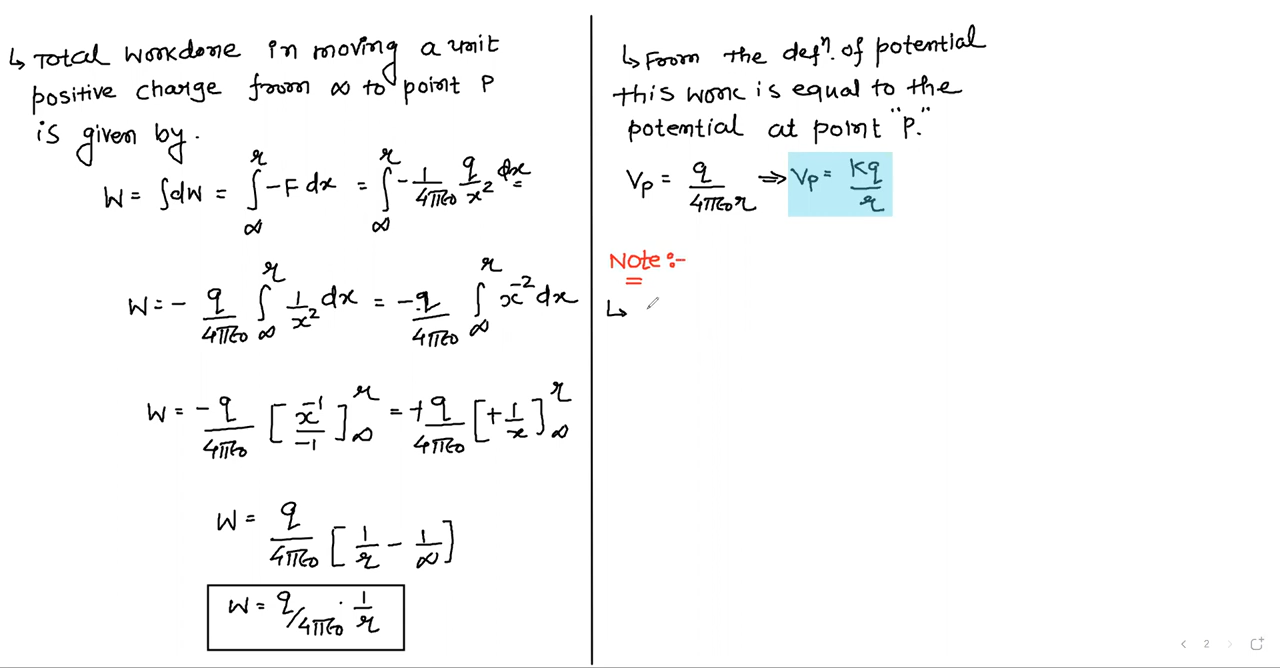 ↳ Total workdone in moving a unit
positive charge from ∞ to point P
is given by.
W = ∫dW = ∫_∞^r -F dx = ∫_∞^r -1/4πε0 q/x² dx
W = - q/4πε0 ∫_∞^r 1/x² dx = -q/4πε0 ∫_∞^r x^-2 dx
W = -q/4πε0 [x^-1/-1]_∞^r = +q/4πε0 [+1/x]_∞^r
W = q/4πε0 [1/r - 1/∞]
W = q/4πε0 · 1/r
↳ From the defⁿ. of potential
this work is equal to the
potential at point "P."
Vp = q/4πε0r ⇒ Vp = Kq/r
Note :-
↳
2